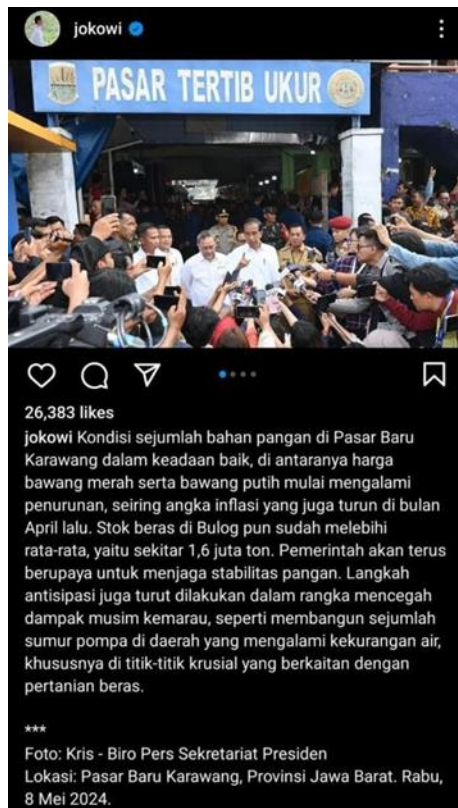 jokowi
PASAR TERTIB UKUR
26,383 likes
jokowi Kondisi sejumlah bahan pangan di Pasar Baru
Karawang dalam keadaan baik, di antaranya harga
bawang merah serta bawang putih mulai mengalami
penurunan, seiring angka inflasi yang juga turun di bulan
April lalu. Stok beras di Bulog pun sudah melebihi
rata-rata, yaitu sekitar 1,6 juta ton. Pemerintah akan terus
berupaya untuk menjaga stabilitas pangan. Langkah
antisipasi juga turut dilakukan dalam rangka mencegah
dampak musim kemarau, seperti membangun sejumlah
sumur pompa di daerah yang mengalami kekurangan air,
khususnya di titik-titik krusial yang berkaitan dengan
pertanian beras.
***
Foto: Kris - Biro Pers Sekretariat Presiden
Lokasi: Pasar Baru Karawang, Provinsi Jawa Barat. Rabu,
8 Mei 2024.